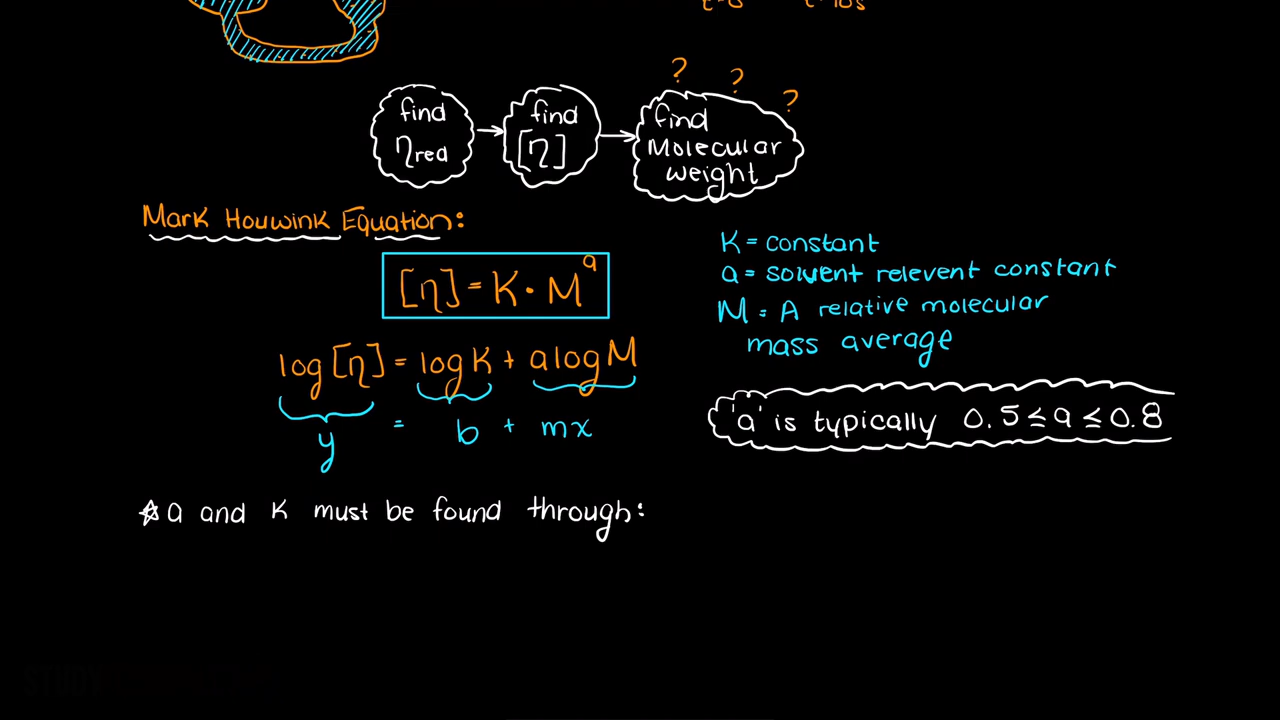 ? ? ?
find
ηred
find
[η]
find
Molecular
weight
Mark Houwink Equation:
[η] = K · M^a
K = constant
a = solvent relevent constant
M = A relative molecular
mass average
log [η] = log K + a log M
y = b + mx
'a' is typically 0.5 ≤ a ≤ 0.8
☆ a and K must be found through: